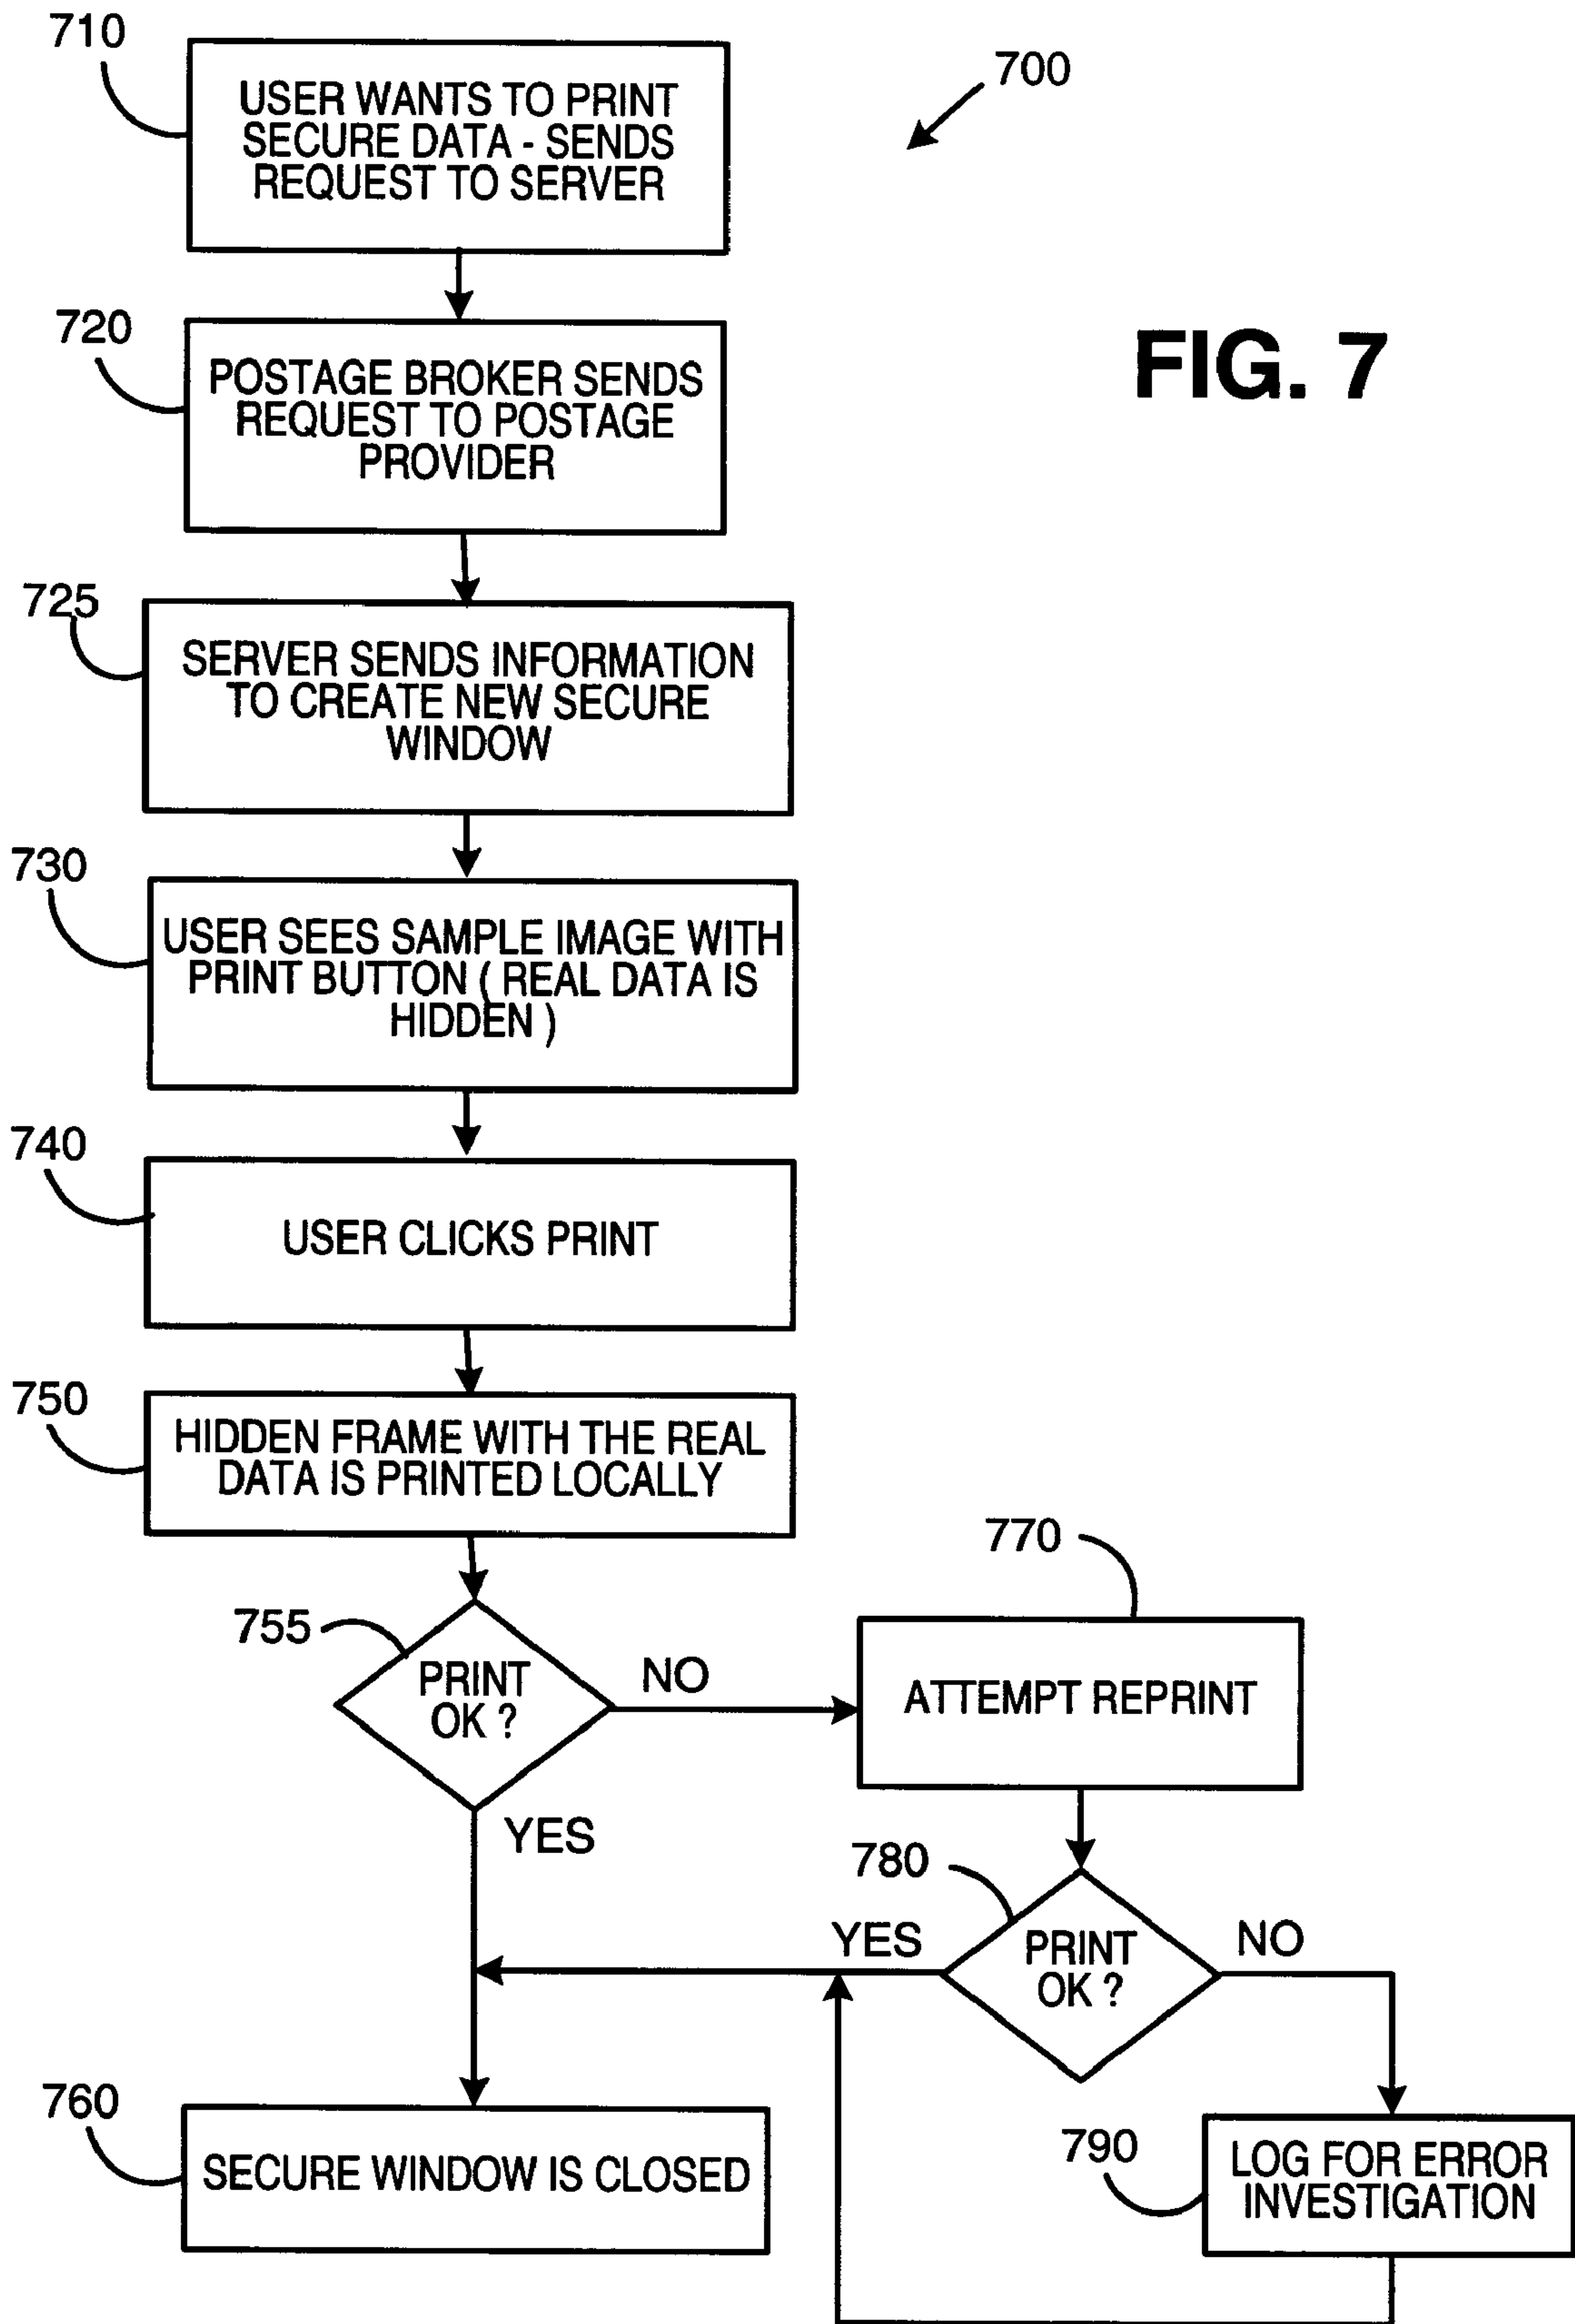 710
USER WANTS TO PRINT
SECURE DATA - SENDS
REQUEST TO SERVER
700
FIG. 7
720
POSTAGE BROKER SENDS
REQUEST TO POSTAGE
PROVIDER
725
SERVER SENDS INFORMATION
TO CREATE NEW SECURE
WINDOW
730
USER SEES SAMPLE IMAGE WITH
PRINT BUTTON ( REAL DATA IS
HIDDEN )
740
USER CLICKS PRINT
750
HIDDEN FRAME WITH THE REAL
DATA IS PRINTED LOCALLY
755
PRINT
OK ?
NO
YES
770
ATTEMPT REPRINT
780
PRINT
OK ?
YES
NO
760
SECURE WINDOW IS CLOSED
790
LOG FOR ERROR
INVESTIGATION